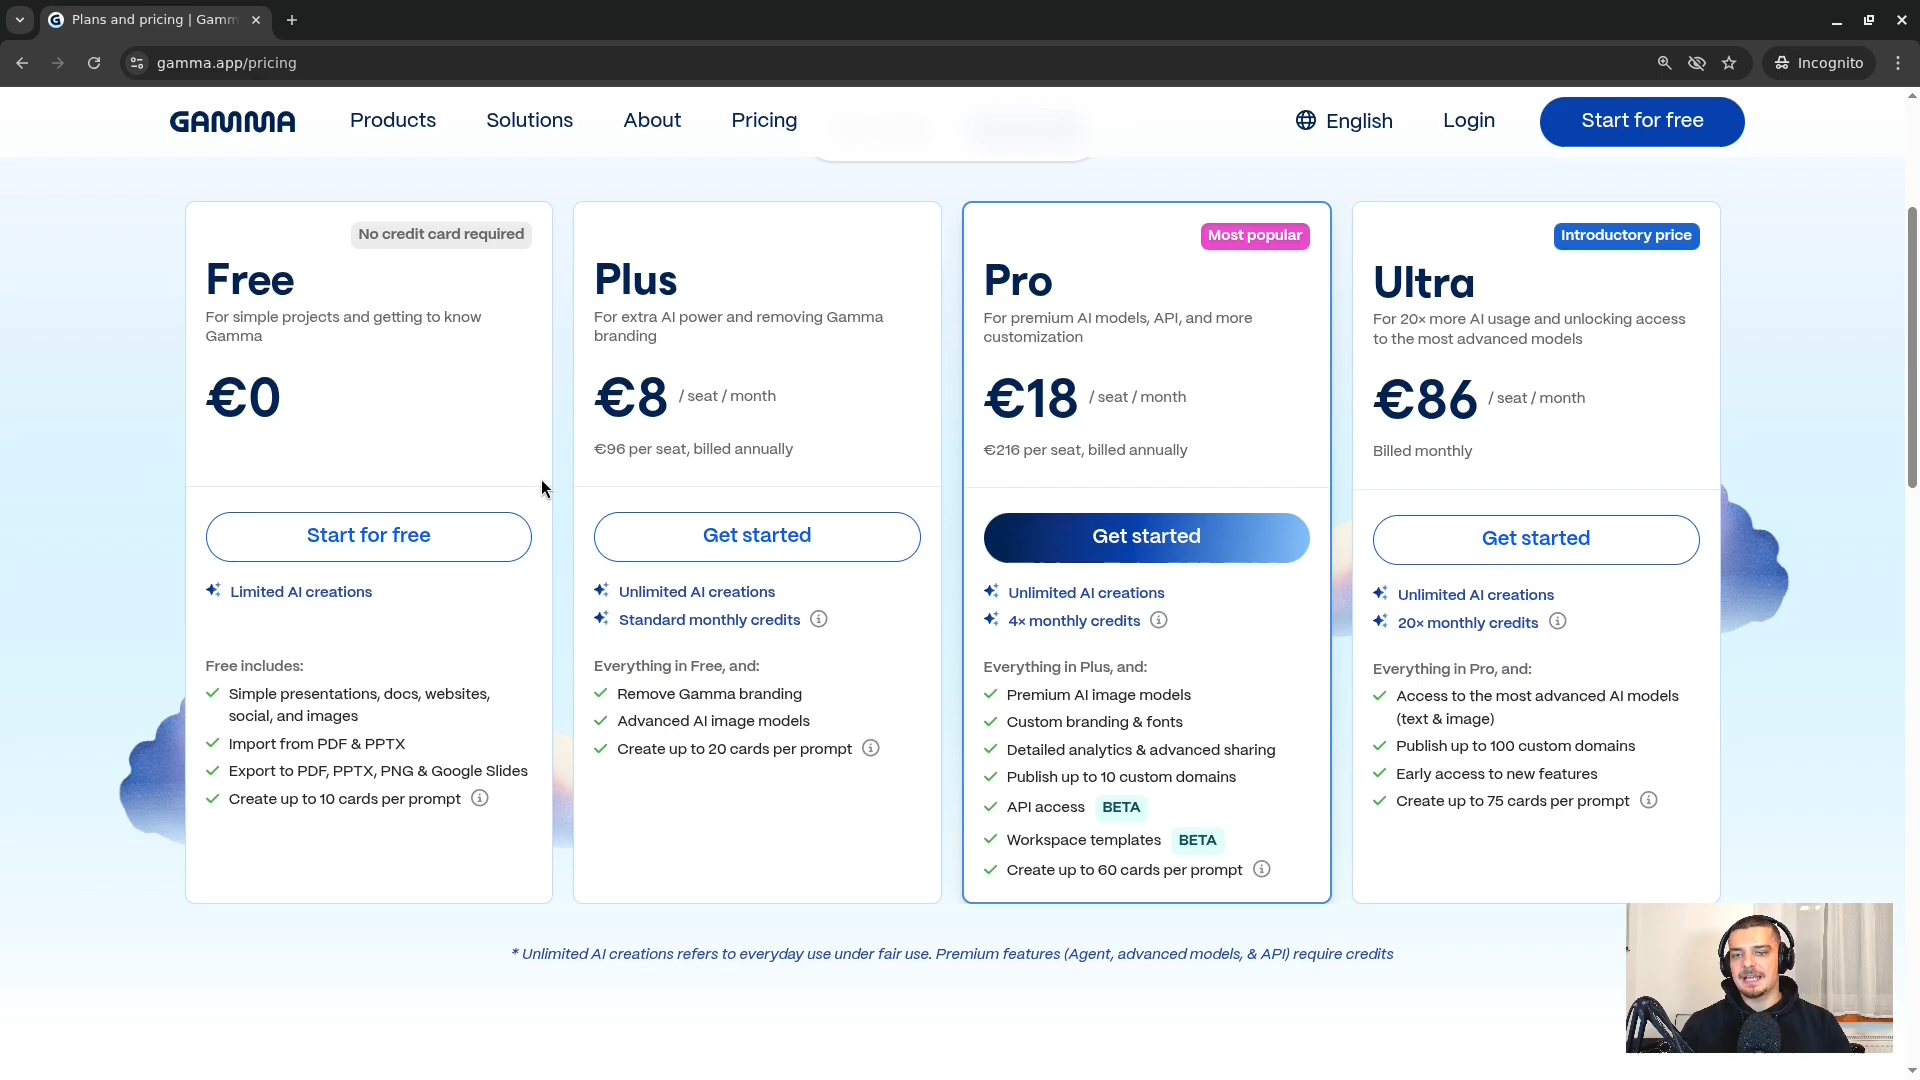 Plans and pricing | Gamm
gamma.app/pricing
Incognito
GAMMA
Products
Solutions
About
Pricing
English
Login
Start for free
No credit card required
Free
For simple projects and getting to know
Gamma
€0
Start for free
Limited AI creations
Free includes:
Simple presentations, docs, websites,
social, and images
Import from PDF & PPTX
Export to PDF, PPTX, PNG & Google Slides
Create up to 10 cards per prompt
Plus
For extra AI power and removing Gamma
branding
€8 / seat / month
€96 per seat, billed annually
Get started
Unlimited AI creations
Standard monthly credits
Everything in Free, and:
Remove Gamma branding
Advanced AI image models
Create up to 20 cards per prompt
Most popular
Pro
For premium AI models, API, and more
customization
€18 / seat / month
€216 per seat, billed annually
Get started
Unlimited AI creations
4× monthly credits
Everything in Plus, and:
Premium AI image models
Custom branding & fonts
Detailed analytics & advanced sharing
Publish up to 10 custom domains
API access BETA
Workspace templates BETA
Create up to 60 cards per prompt
Introductory price
Ultra
For 20× more AI usage and unlocking access
to the most advanced models
€86 / seat / month
Billed monthly
Get started
Unlimited AI creations
20× monthly credits
Everything in Pro, and:
Access to the most advanced AI models
(text & image)
Publish up to 100 custom domains
Early access to new features
Create up to 75 cards per prompt
* Unlimited AI creations refers to everyday use under fair use. Premium features (Agent, advanced models, & API) require credits